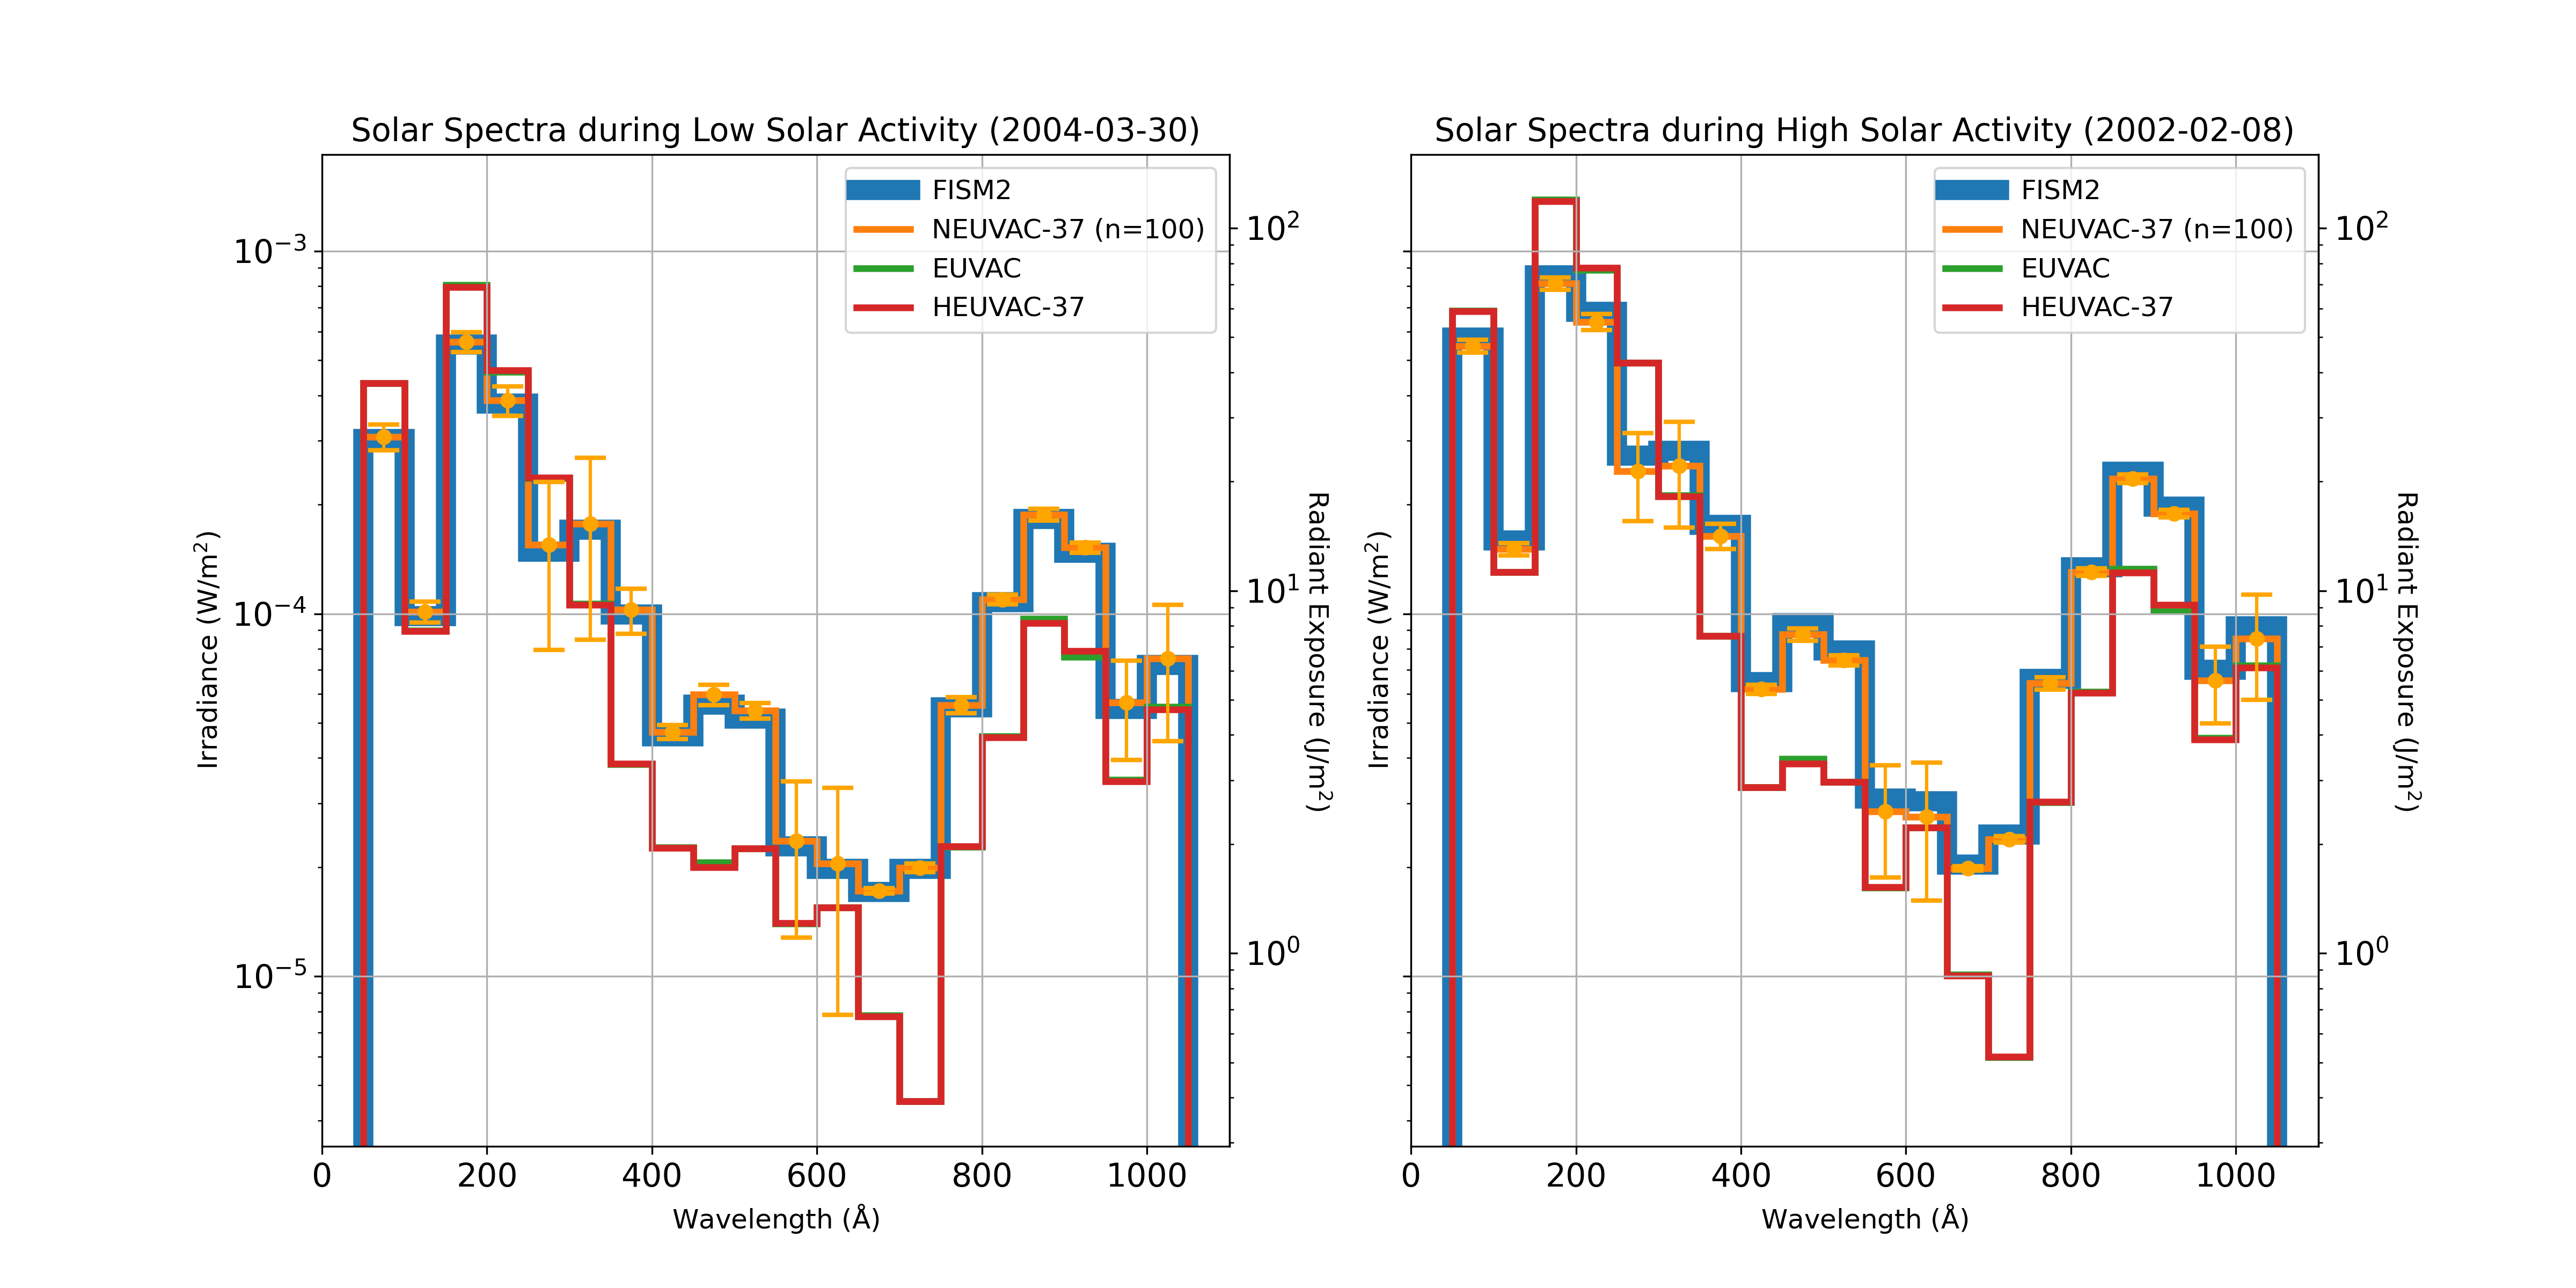 Solar Spectra during Low Solar Activity (2004-03-30)
FISM2
NEUVAC-37 (n=100)
EUVAC
HEUVAC-37
10⁻³
10⁻⁴
10⁻⁵
Irradiance (W/m²)
10²
10¹
10⁰
Radiant Exposure (J/m²)
0 200 400 600 800 1000
Wavelength (Å)
Solar Spectra during High Solar Activity (2002-02-08)
FISM2
NEUVAC-37 (n=100)
EUVAC
HEUVAC-37
Irradiance (W/m²)
10²
10¹
10⁰
Radiant Exposure (J/m²)
0 200 400 600 800 1000
Wavelength (Å)